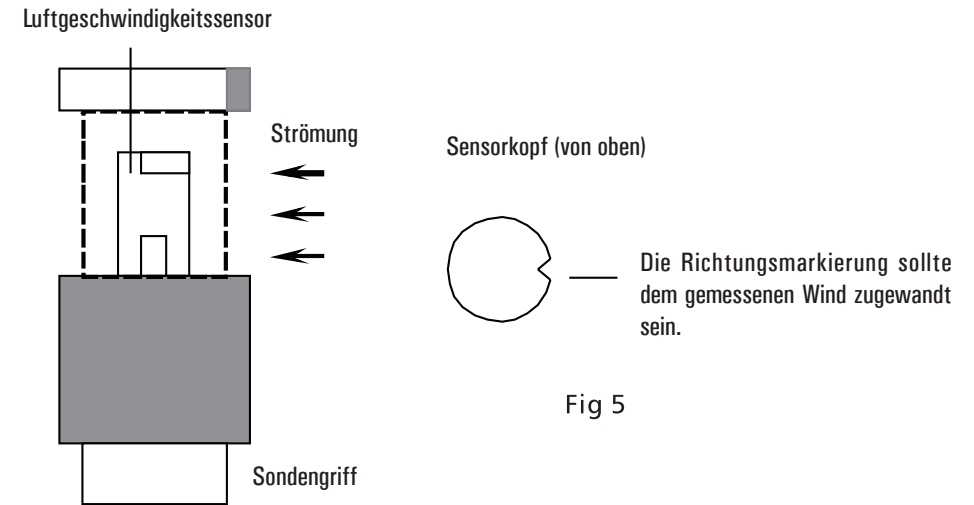 Luftgeschwindigkeitssensor
Strömung
Sensorkopf (von oben)
Die Richtungsmarkierung sollte
dem gemessenen Wind zugewandt
sein.
Fig 5
Sondengriff